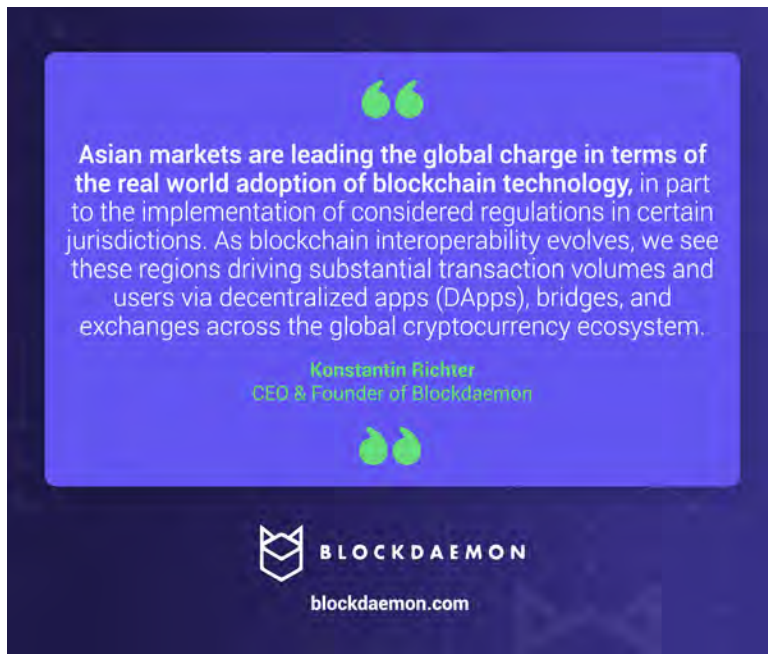 Asian markets are leading the global charge in terms of
the real world adoption of blockchain technology, in part
to the implementation of considered regulations in certain
jurisdictions. As blockchain interoperability evolves, we see
these regions driving substantial transaction volumes and
users via decentralized apps (DApps), bridges, and
exchanges across the global cryptocurrency ecosystem.
Konstantin Richter
CEO & Founder of Blockdaemon
BLOCKDAEMON
blockdaemon.com